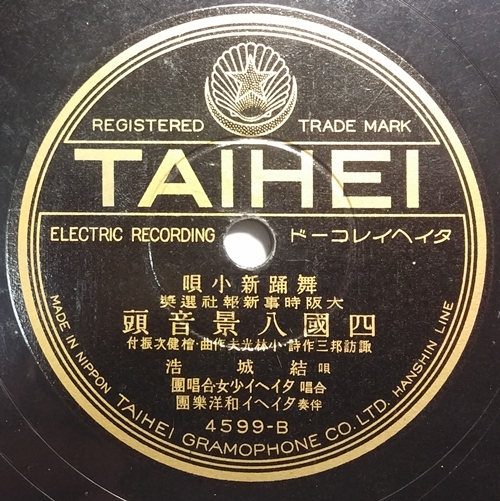 REGISTERED TRADE MARK
TAIHEI
ELECTRIC RECORDING タイヘイレコード
舞踊新小唄
大阪時事新報社選奬
四國八景音頭
諏訪邦三作詩・小林光夫作曲・檜健次振付
唄 結城浩
合唱 タイヘイ少女合唱團
伴奏 タイヘイ和洋樂團
4599-B
MADE IN NIPPON TAIHEI GRAMOPHONE CO. LTD. HANSHIN LINE